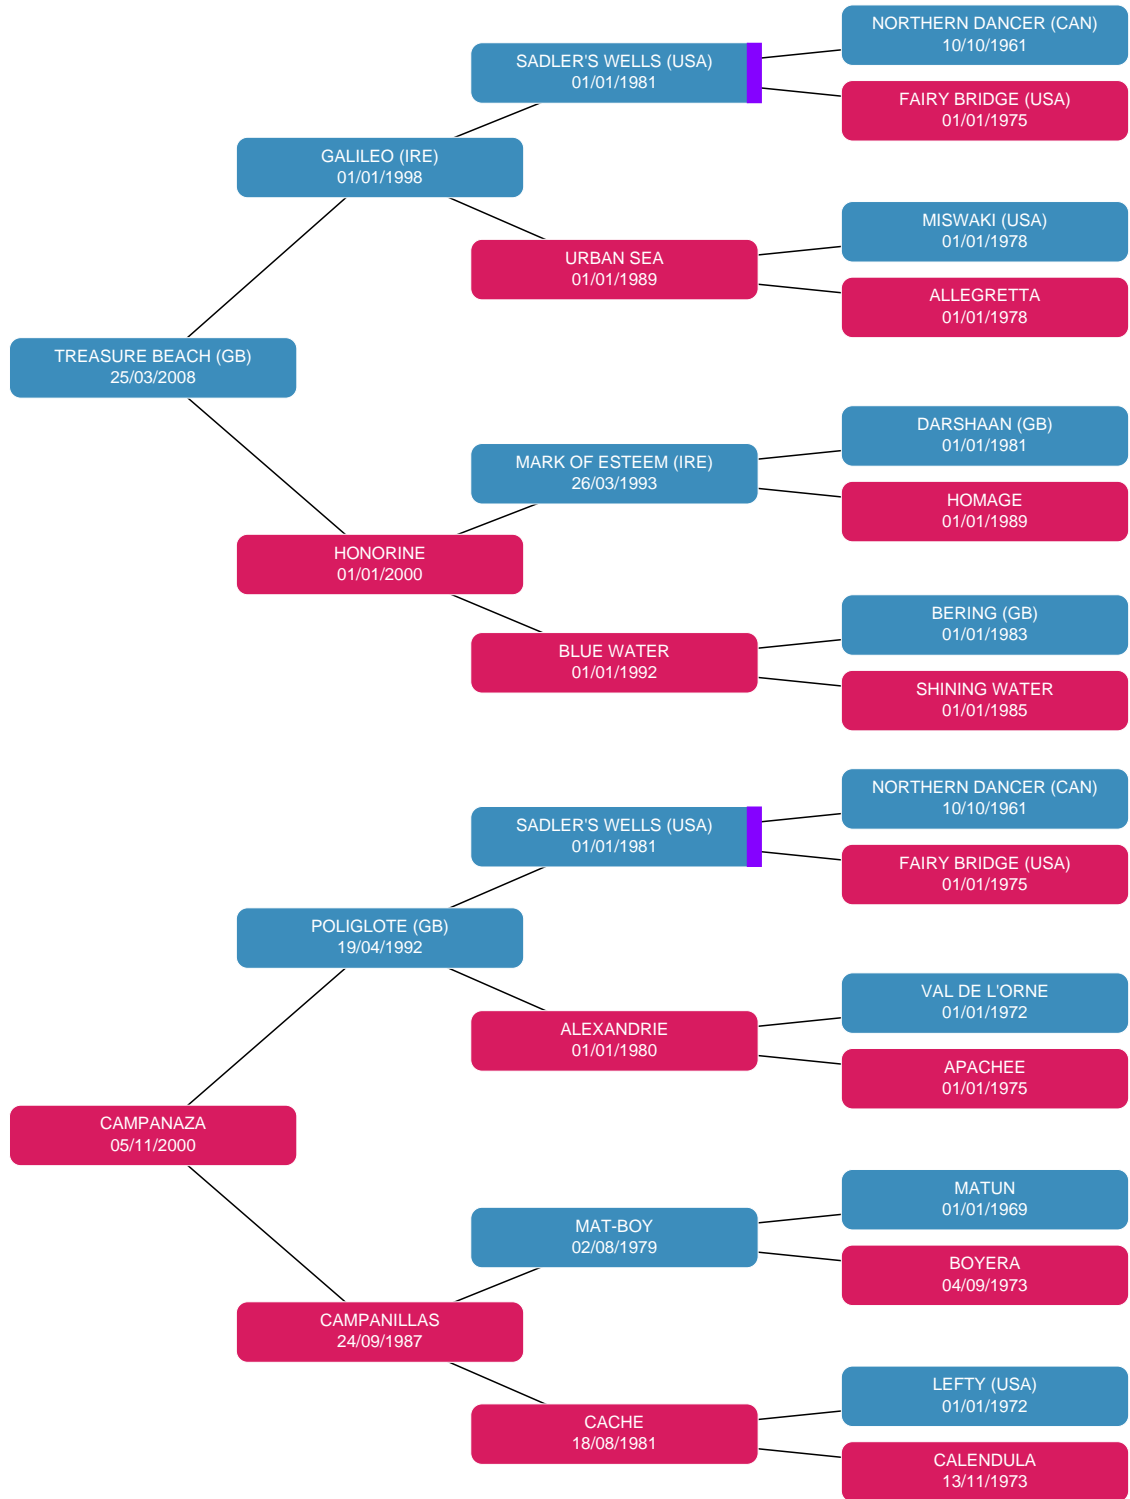 NORTHERN DANCER (CAN)
10/10/1961
SADLER'S WELLS (USA)
01/01/1981
FAIRY BRIDGE (USA)
01/01/1975
GALILEO (IRE)
01/01/1998
MISWAKI (USA)
01/01/1978
URBAN SEA
01/01/1989
ALLEGRETTA
01/01/1978
TREASURE BEACH (GB)
25/03/2008
DARSHAAN (GB)
01/01/1981
MARK OF ESTEEM (IRE)
26/03/1993
HOMAGE
01/01/1989
HONORINE
01/01/2000
BERING (GB)
01/01/1983
BLUE WATER
01/01/1992
SHINING WATER
01/01/1985
NORTHERN DANCER (CAN)
10/10/1961
SADLER'S WELLS (USA)
01/01/1981
FAIRY BRIDGE (USA)
01/01/1975
POLIGLOTE (GB)
19/04/1992
VAL DE L'ORNE
01/01/1972
ALEXANDRIE
01/01/1980
APACHEE
01/01/1975
CAMPANAZA
05/11/2000
MATUN
01/01/1969
MAT-BOY
02/08/1979
BOYERA
04/09/1973
CAMPANILLAS
24/09/1987
LEFTY (USA)
01/01/1972
CACHE
18/08/1981
CALENDULA
13/11/1973